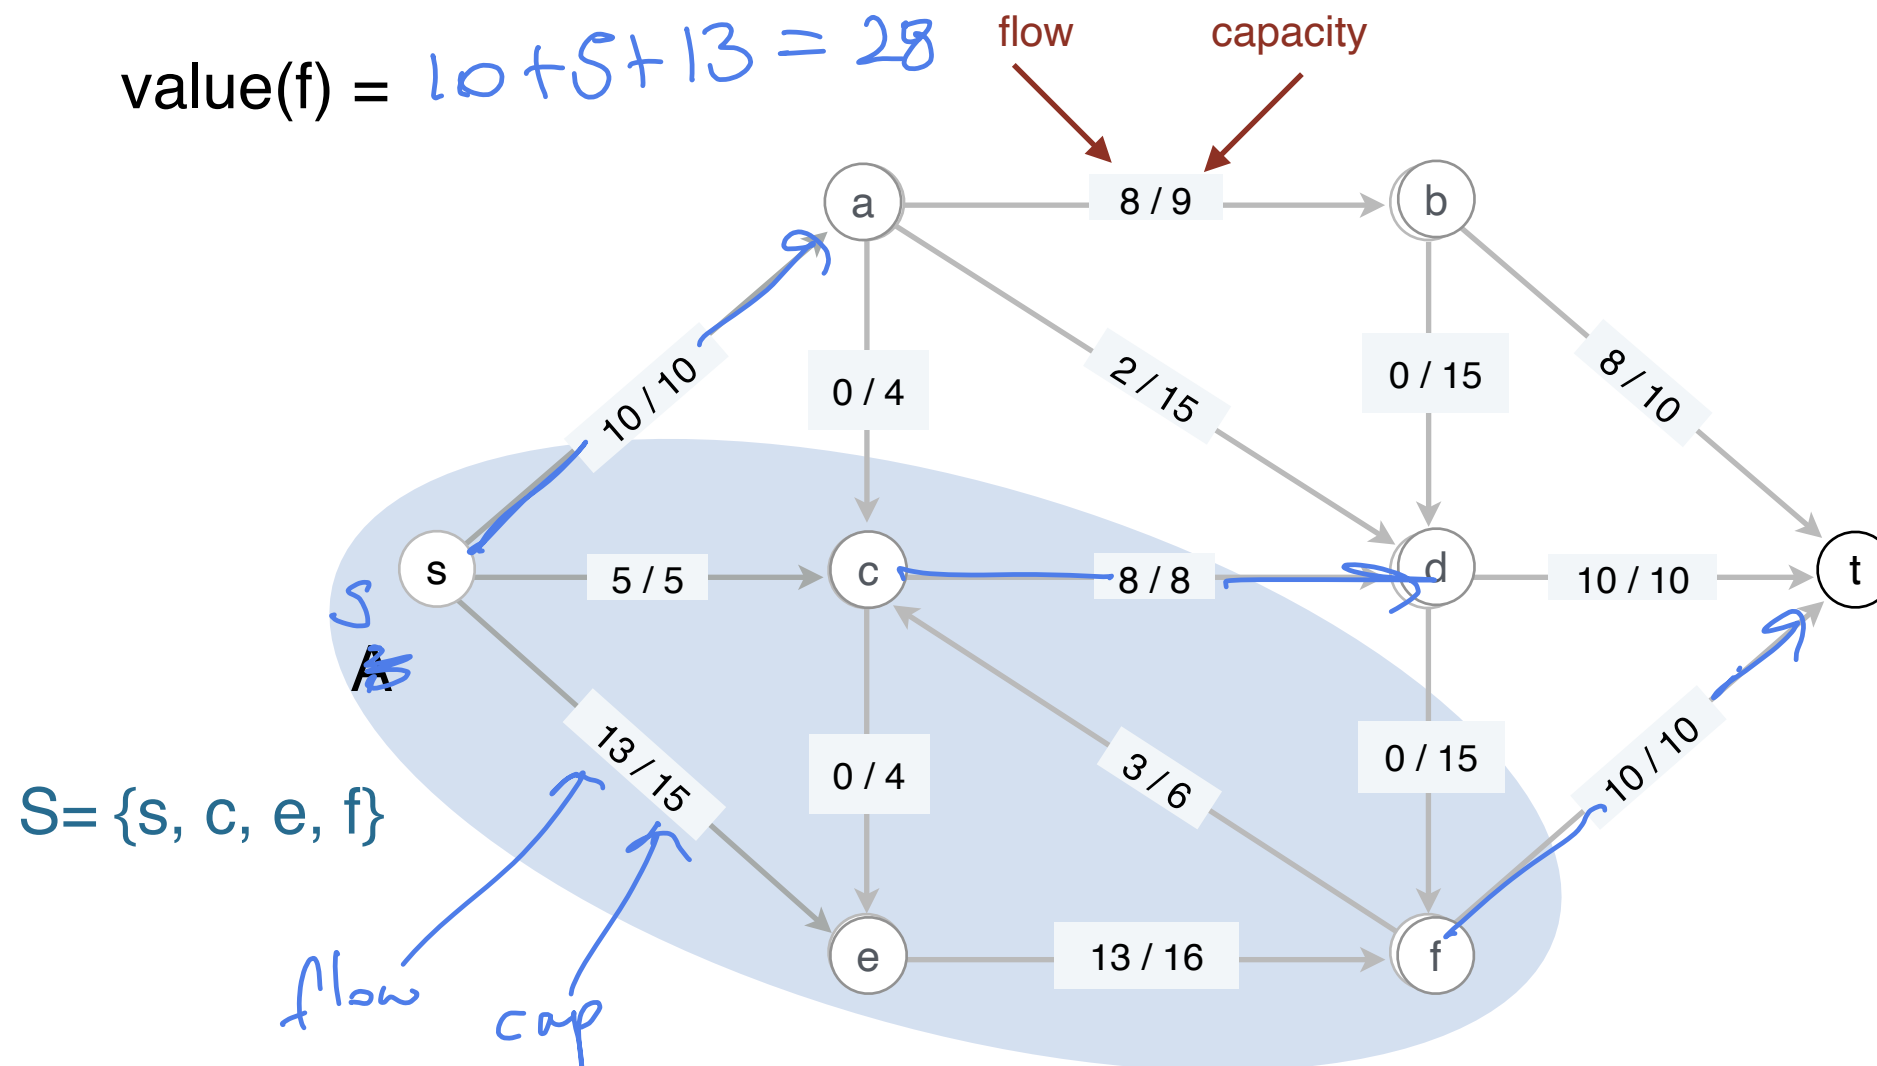 value(f) = 10+5+13 = 28
flow
capacity
a
8 / 9
b
10 / 10
0 / 4
2 / 15
0 / 15
8 / 10
s
5 / 5
c
8 / 8
d
10 / 10
t
S
A
13 / 15
0 / 4
3 / 6
0 / 15
10 / 10
S= {s, c, e, f}
e
13 / 16
f
flow
cap